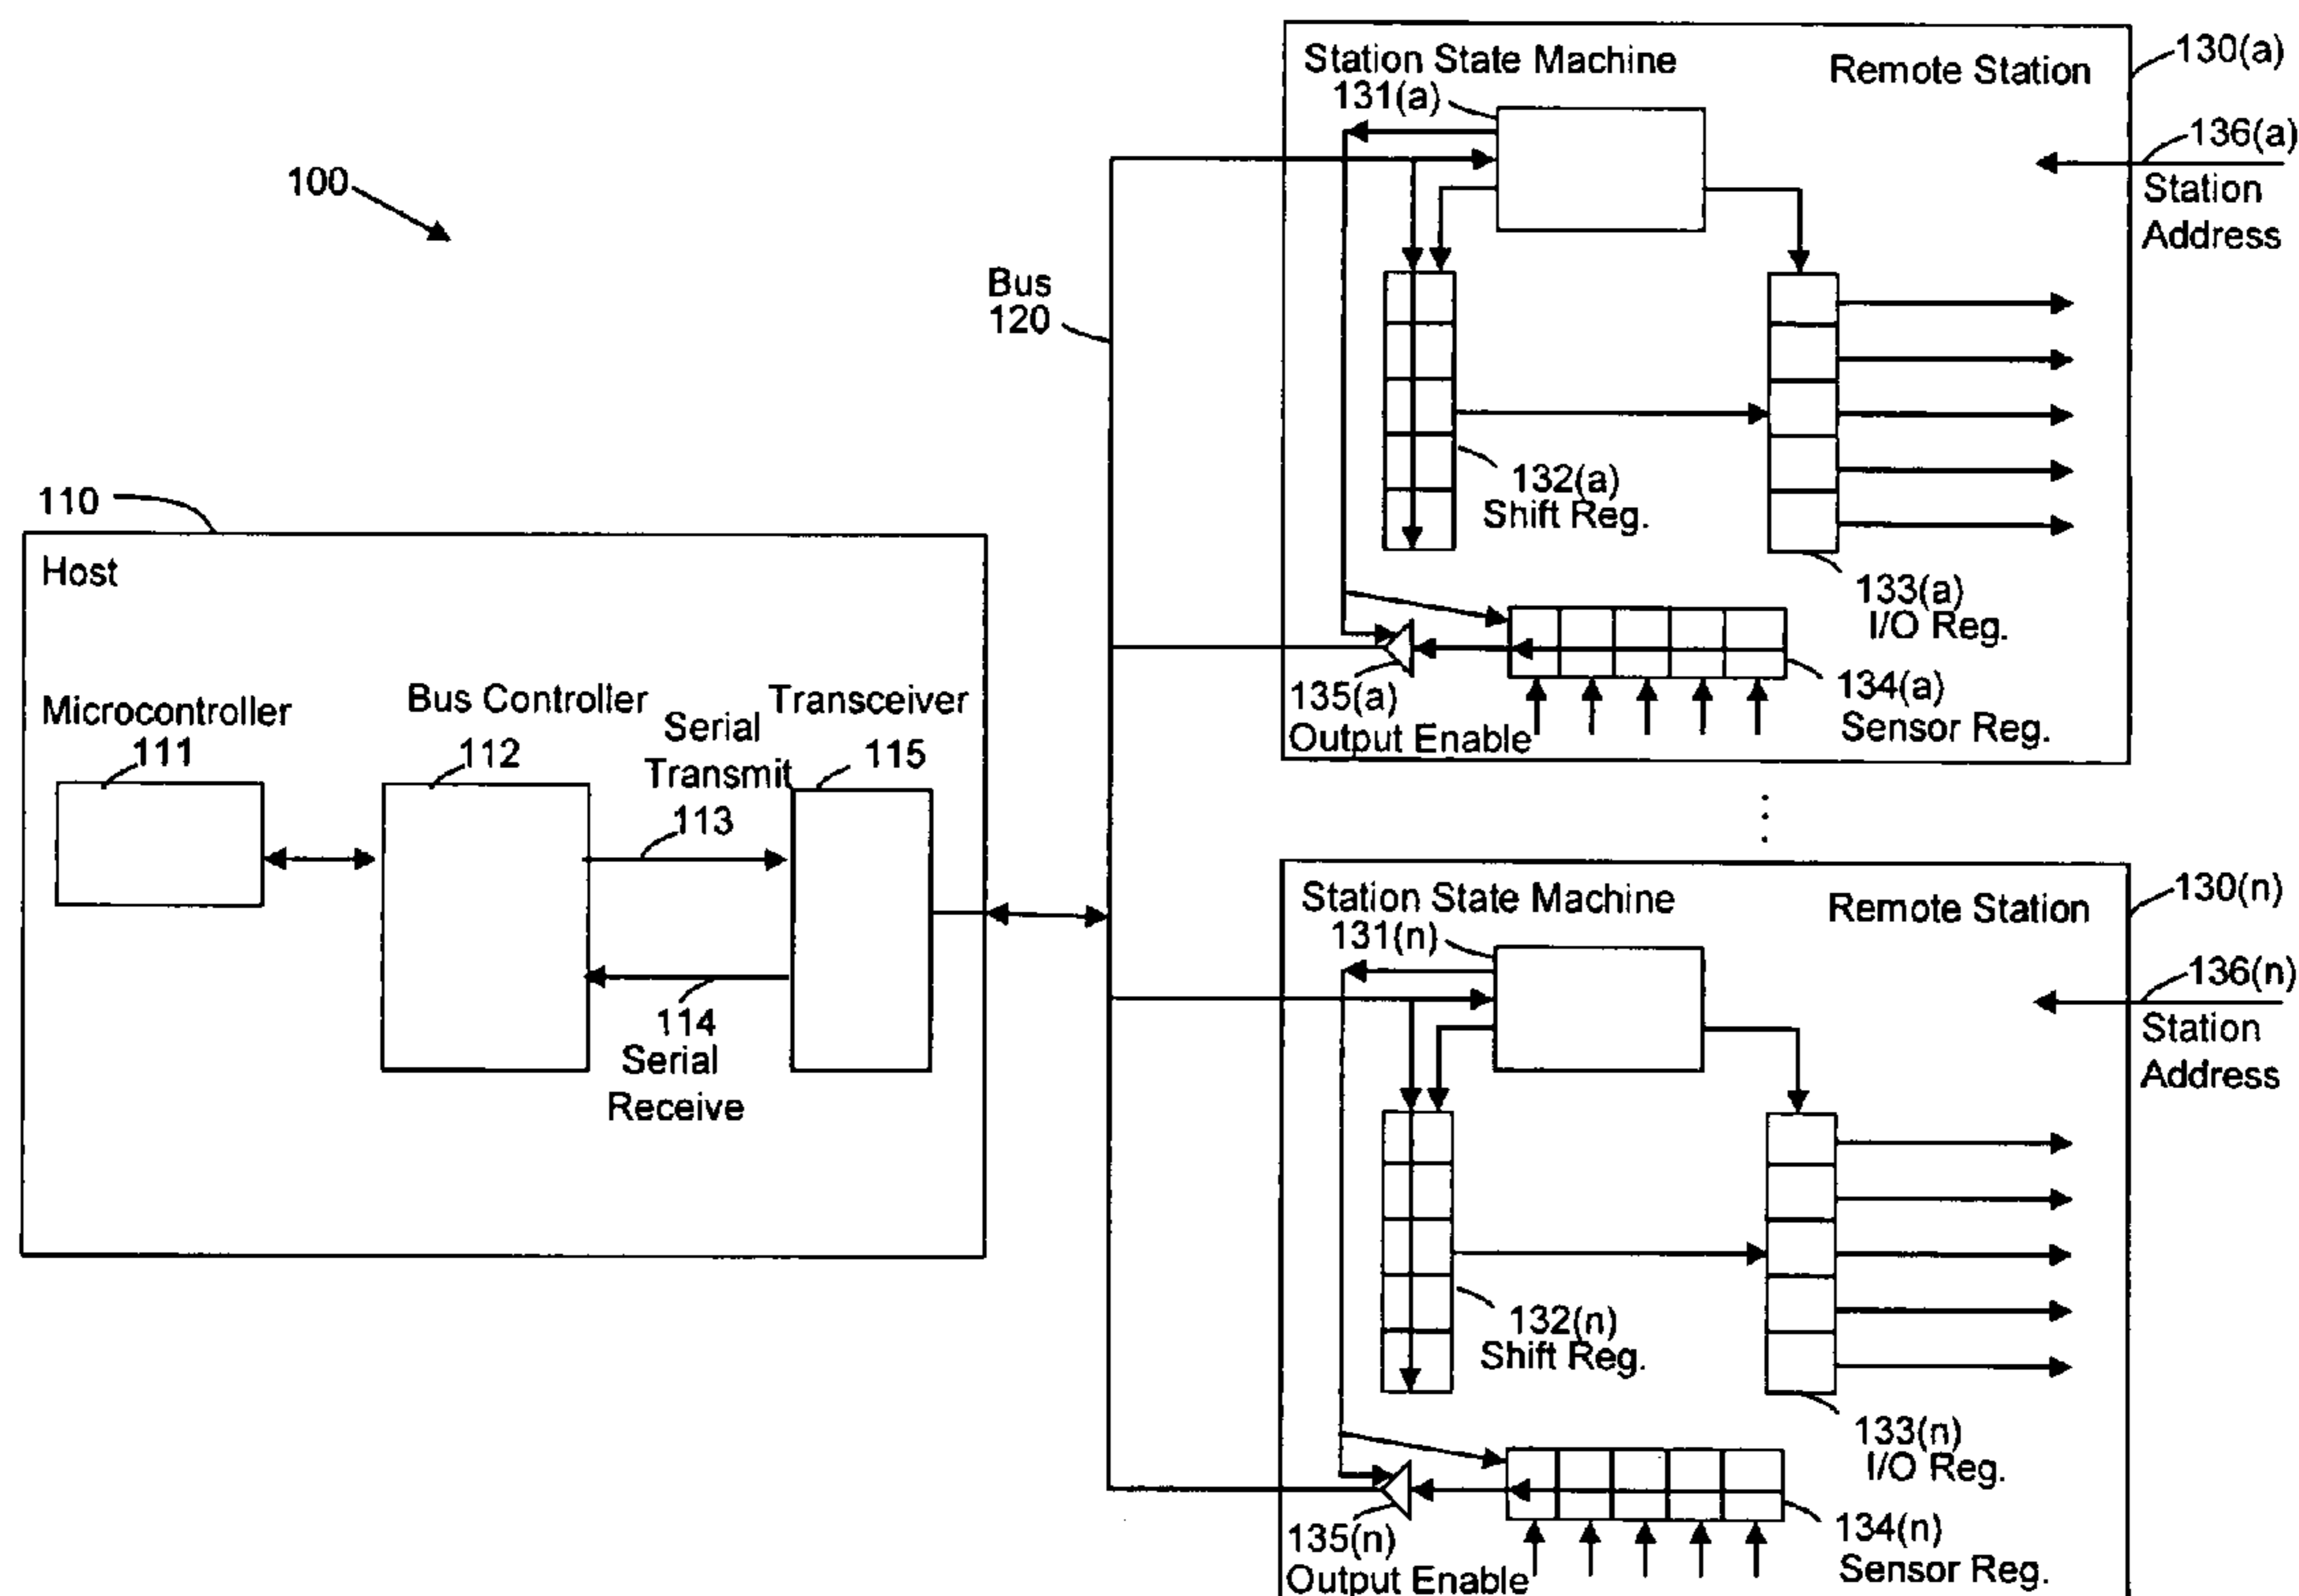 100
110
Host
Microcontroller
111
Bus Controller
112
Serial
Transmit
113
Transceiver
115
114
Serial
Receive
Bus
120
Station State Machine
131(a)
Remote Station
130(a)
136(a)
Station
Address
132(a)
Shift Reg.
133(a)
I/O Reg.
135(a)
Output Enable
134(a)
Sensor Reg.
Station State Machine
131(n)
Remote Station
130(n)
136(n)
Station
Address
132(n)
Shift Reg.
133(n)
I/O Reg.
135(n)
Output Enable
134(n)
Sensor Reg.